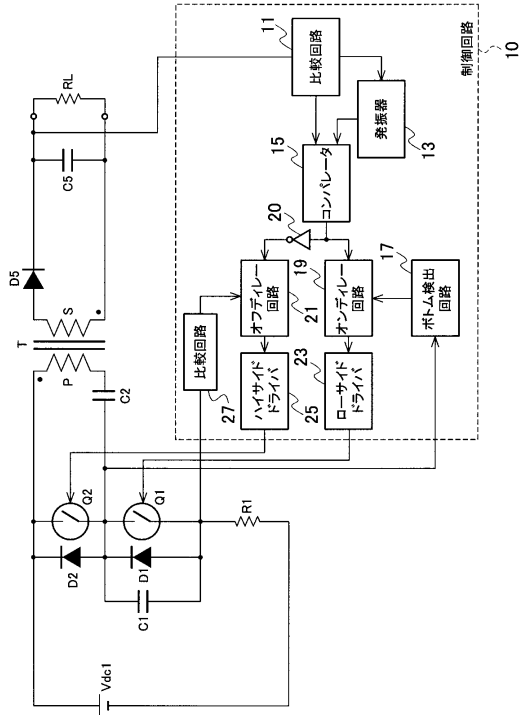 T
P
S
D5
C5
RL
C2
Q2
D2
Q1
D1
C1
R1
Vdc1
制御回路
10
比較回路
11
発振器
13
コンパレータ
15
20
オフディレー
回路
21
オンディレー
回路
19
ボトム検出
回路
17
比較回路
27
ハイサイド
ドライバ
25
ローサイド
ドライバ
23